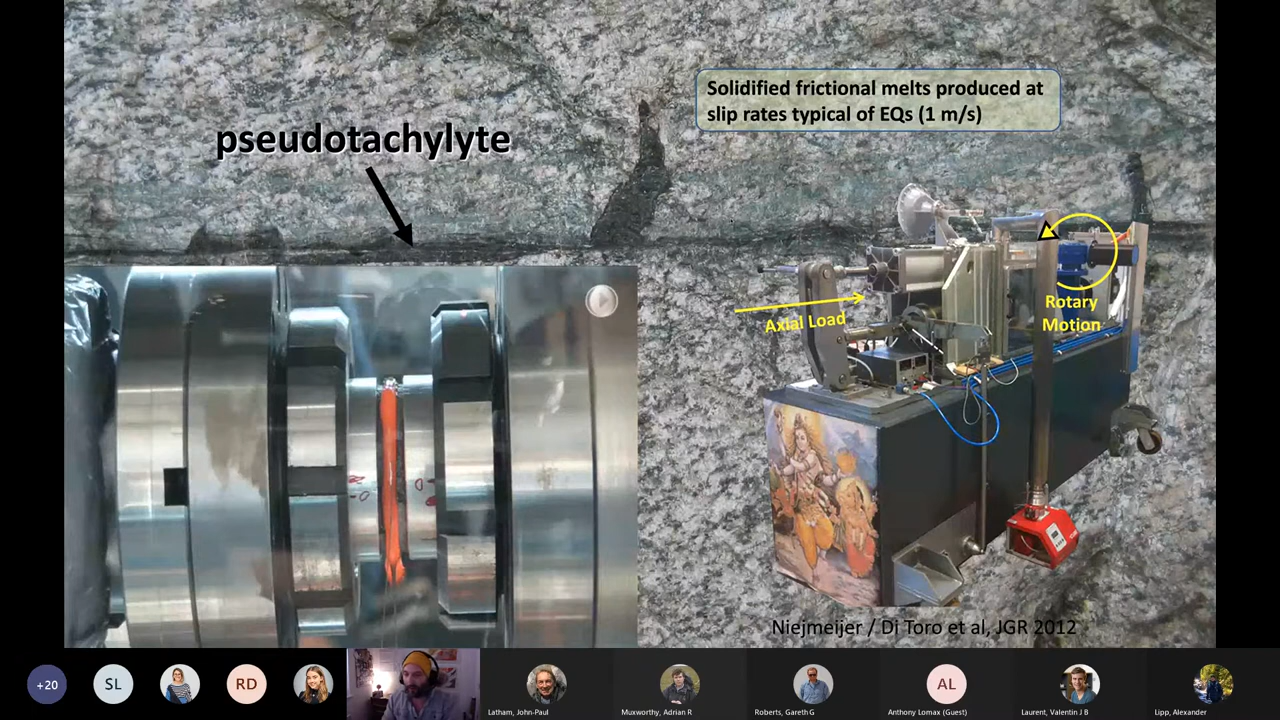 Solidified frictional melts produced at
slip rates typical of EQs (1 m/s)
pseudotachylyte
Axial Load
Rotary
Motion
Niejmeijer / Di Toro et al, JGR 2012
+20
SL
RD
AL
Latham, John-Paul
Muxworthy, Adrian R
Roberts, Gareth G
Anthony Lomax (Guest)
Laurent, Valentin J B
Lipp, Alexander